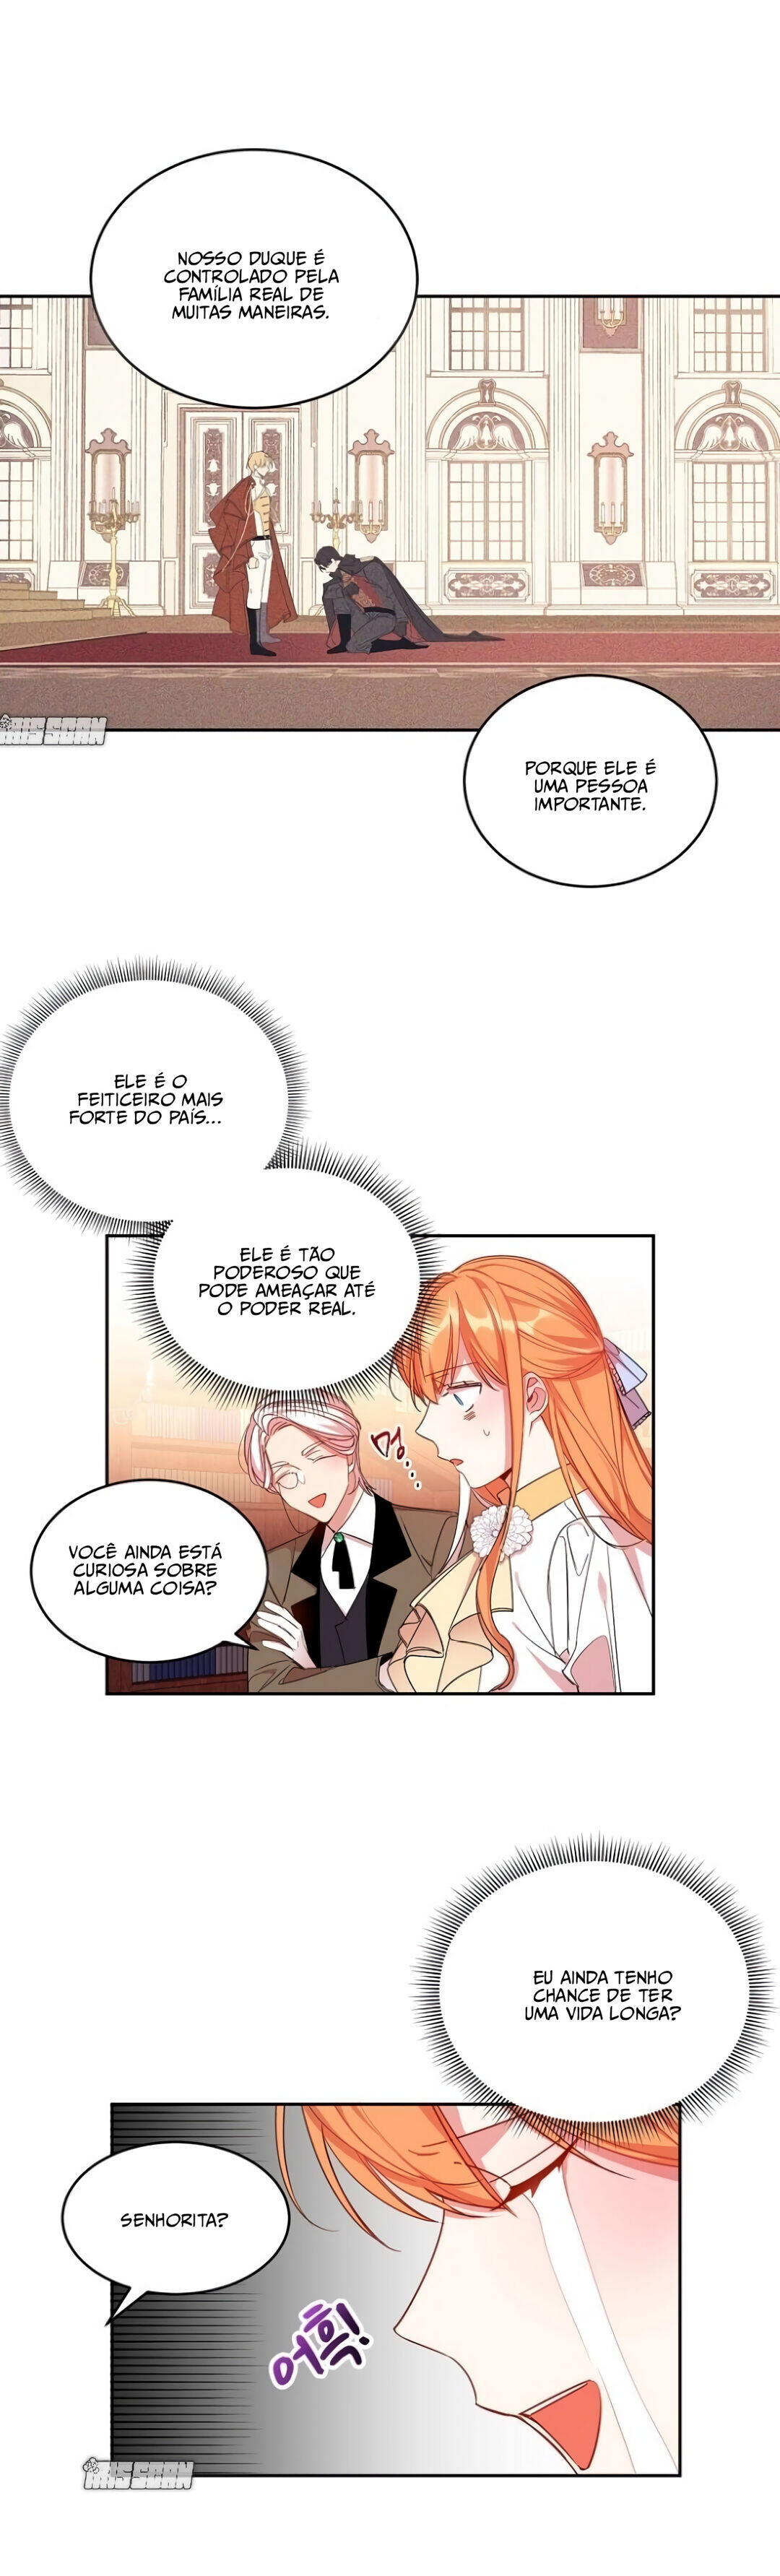 NOSSO DUQUE É
CONTROLADO PELA
FAMÍLIA REAL DE
MUITAS MANEIRAS.
PORQUE ELE É
UMA PESSOA
IMPORTANTE.
ELE É O
FEITICEIRO MAIS
FORTE DO PAÍS...
ELE É TÃO
PODEROSO QUE
PODE AMEAÇAR ATÉ
O PODER REAL.
멍...
VOCÊ AINDA ESTÁ
CURIOSA SOBRE
ALGUMA COISA?
EU AINDA TENHO
CHANCE DE TER
UMA VIDA LONGA?
SENHORITA?
어흑!